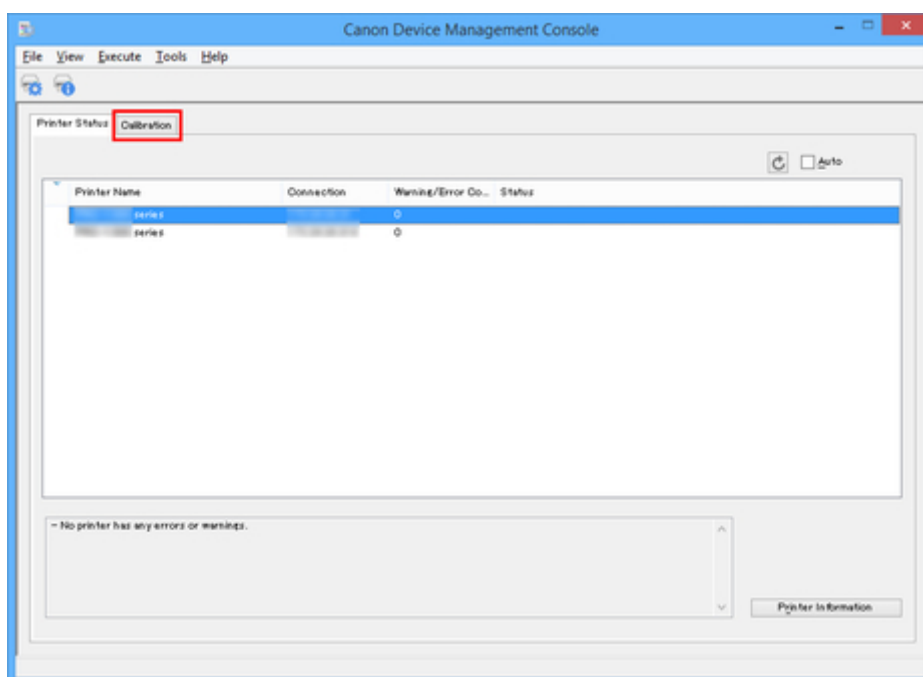 Canon Device Management Console
File View Execute Tools Help
Printer Status Calibration
Auto
Printer Name Connection Warning/Error Co... Status
series 0
series 0
- No printer has any errors or warnings.
Printer Information